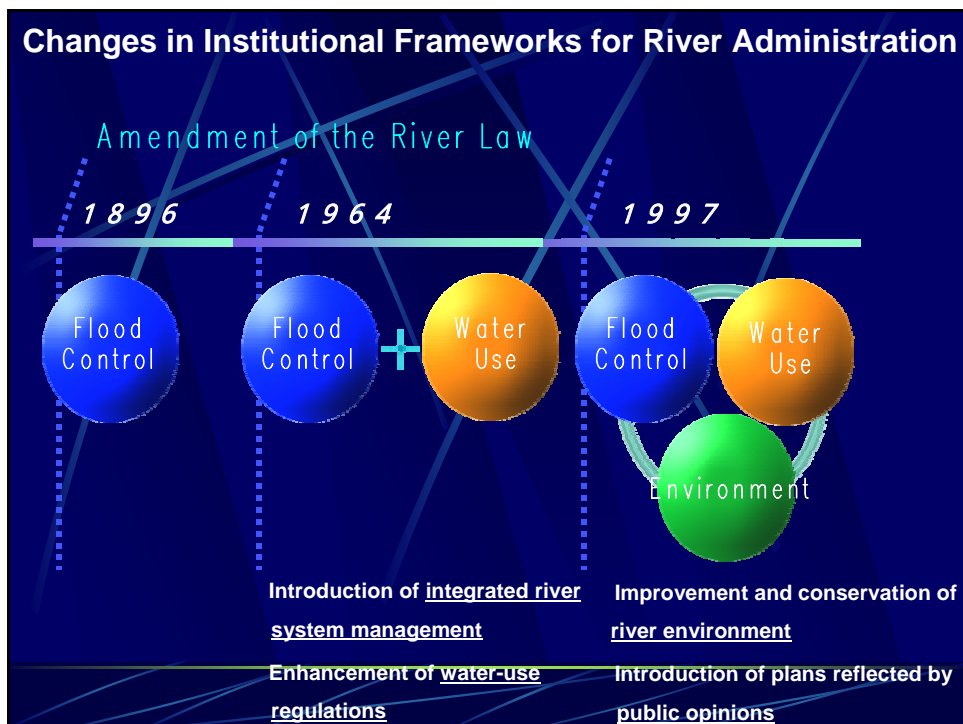 Changes in Institutional Frameworks for River Administration
Amendment of the River Law
1896
1964
1997
Flood
Control
Flood
Control
Water
Use
Flood
Control
Water
Use
Environment
Introduction of integrated river
system management
Enhancement of water-use
regulations
Improvement and conservation of
river environment
Introduction of plans reflected by
public opinions